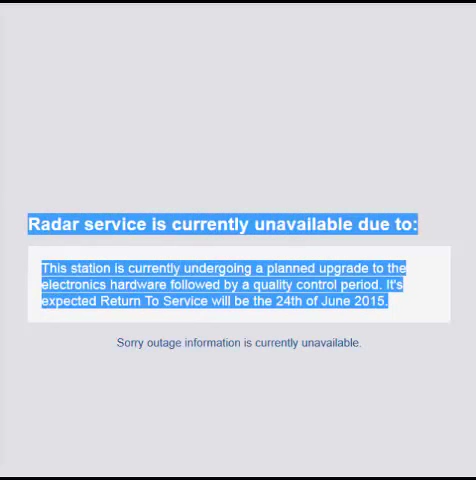 Radar service is currently unavailable due to:
This station is currently undergoing a planned upgrade to the
electronics hardware followed by a quality control period. It's
expected Return To Service will be the 24th of June 2015.
Sorry outage information is currently unavailable.